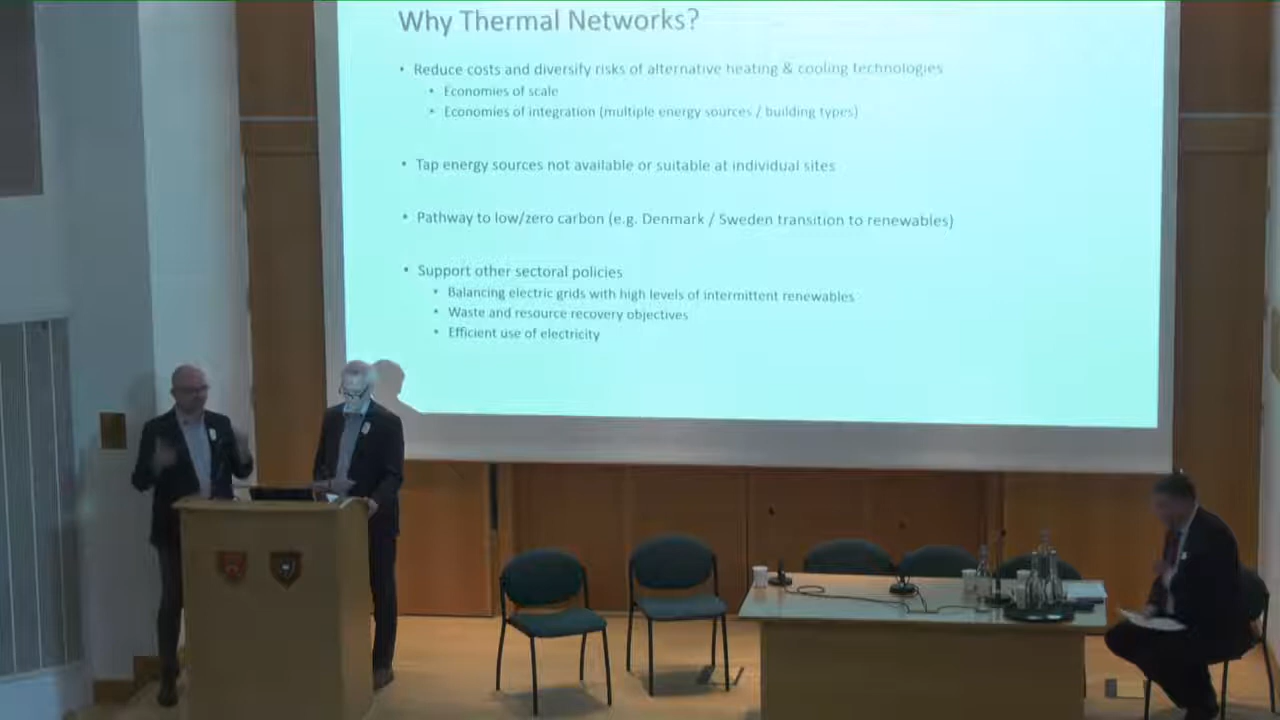 Why Thermal Networks?
• Reduce costs and diversify risks of alternative heating & cooling technologies
• Economies of scale
• Economies of integration (multiple energy sources / building types)
• Tap energy sources not available or suitable at individual sites
• Pathway to low/zero carbon (e.g. Denmark / Sweden transition to renewables)
• Support other sectoral policies
• Balancing electric grids with high levels of intermittent renewables
• Waste and resource recovery objectives
• Efficient use of electricity